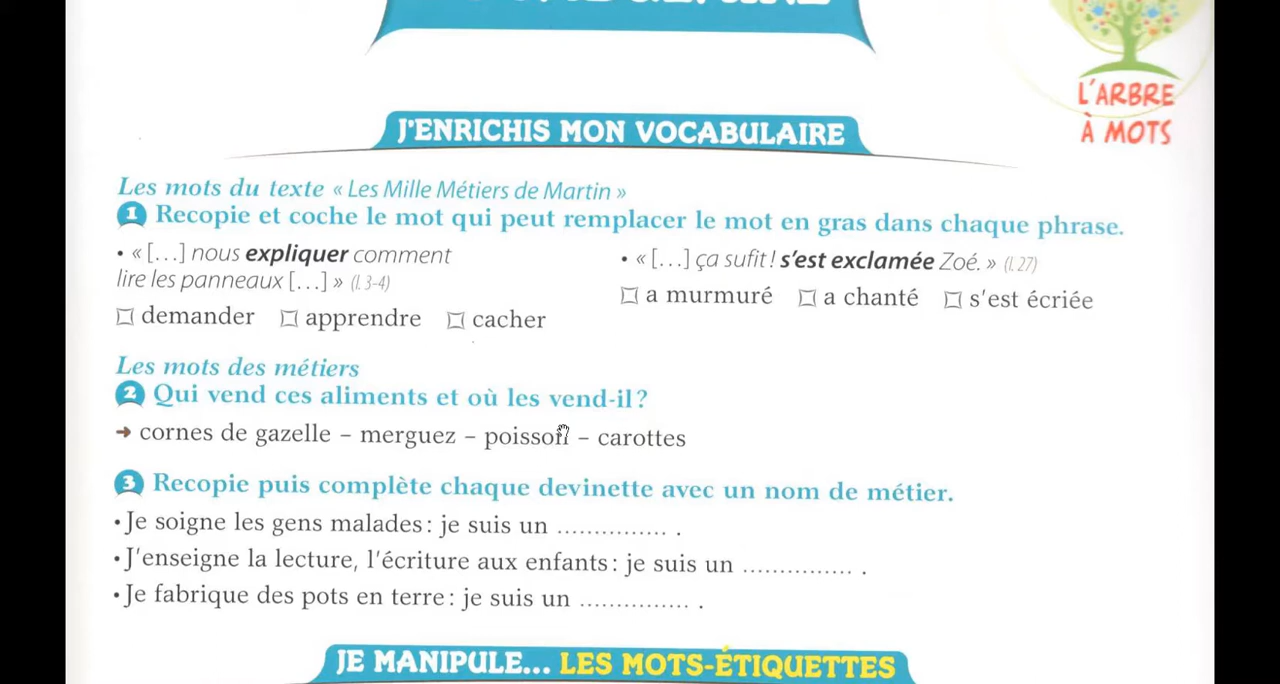 L'ARBRE
À MOTS
J'ENRICHIS MON VOCABULAIRE
Les mots du texte « Les Mille Métiers de Martin »
1 Recopie et coche le mot qui peut remplacer le mot en gras dans chaque phrase.
• « [...] nous expliquer comment
lire les panneaux [...] » (l. 3-4)
☐ demander ☐ apprendre ☐ cacher
• « [...] ça sufit ! s'est exclamée Zoé. » (l. 27)
☐ a murmuré ☐ a chanté ☐ s'est écriée
Les mots des métiers
2 Qui vend ces aliments et où les vend-il ?
➜ cornes de gazelle – merguez – poisson – carottes
3 Recopie puis complète chaque devinette avec un nom de métier.
• Je soigne les gens malades : je suis un ............... .
• J'enseigne la lecture, l'écriture aux enfants : je suis un ............... .
• Je fabrique des pots en terre : je suis un ............... .
JE MANIPULE... LES MOTS-ÉTIQUETTES